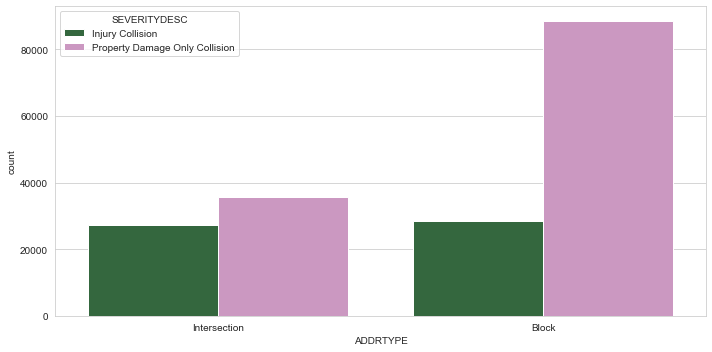 SEVERITYDESC
Injury Collision
Property Damage Only Collision
80000
60000
40000
20000
0
count
Intersection
Block
ADDRTYPE